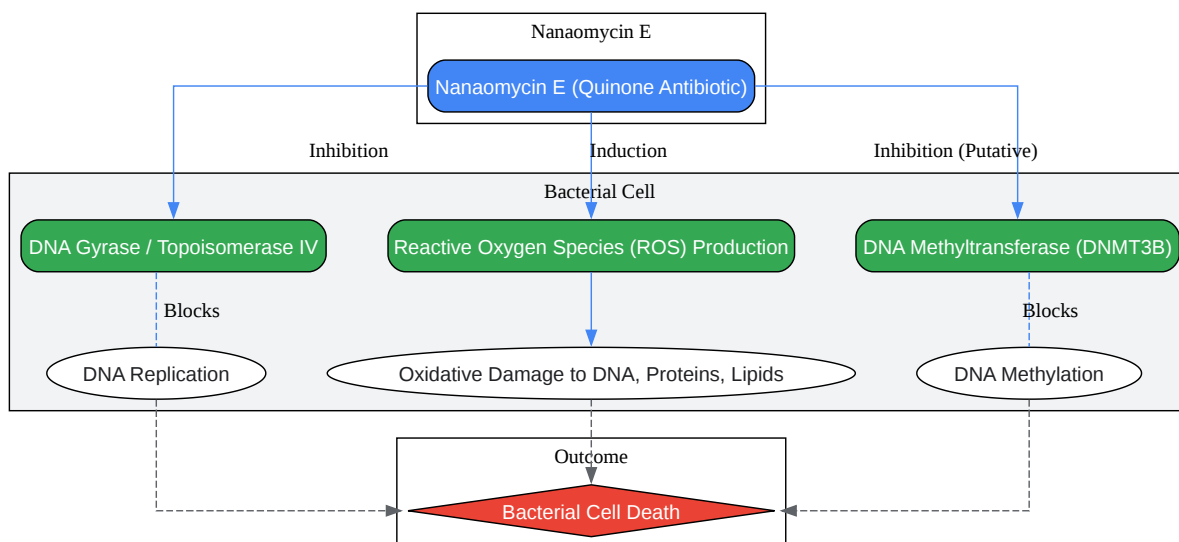 Nanaomycin E
Nanaomycin E (Quinone Antibiotic)
Inhibition
Induction
Inhibition (Putative)
Bacterial Cell
DNA Gyrase / Topoisomerase IV
Reactive Oxygen Species (ROS) Production
DNA Methyltransferase (DNMT3B)
Blocks
Blocks
DNA Replication
Oxidative Damage to DNA, Proteins, Lipids
DNA Methylation
Outcome
Bacterial Cell Death